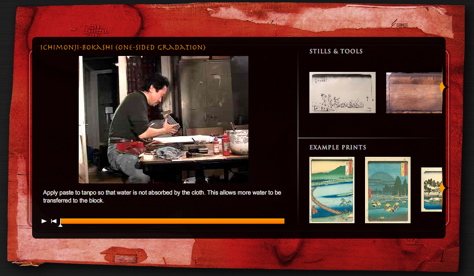 ICHIMONJI-BOKASHI (ONE-SIDED GRADATION)
STILLS & TOOLS
Apply paste to tanpo so that water is not absorbed by the cloth. This allows more water to be
transferred to the block.
EXAMPLE PRINTS